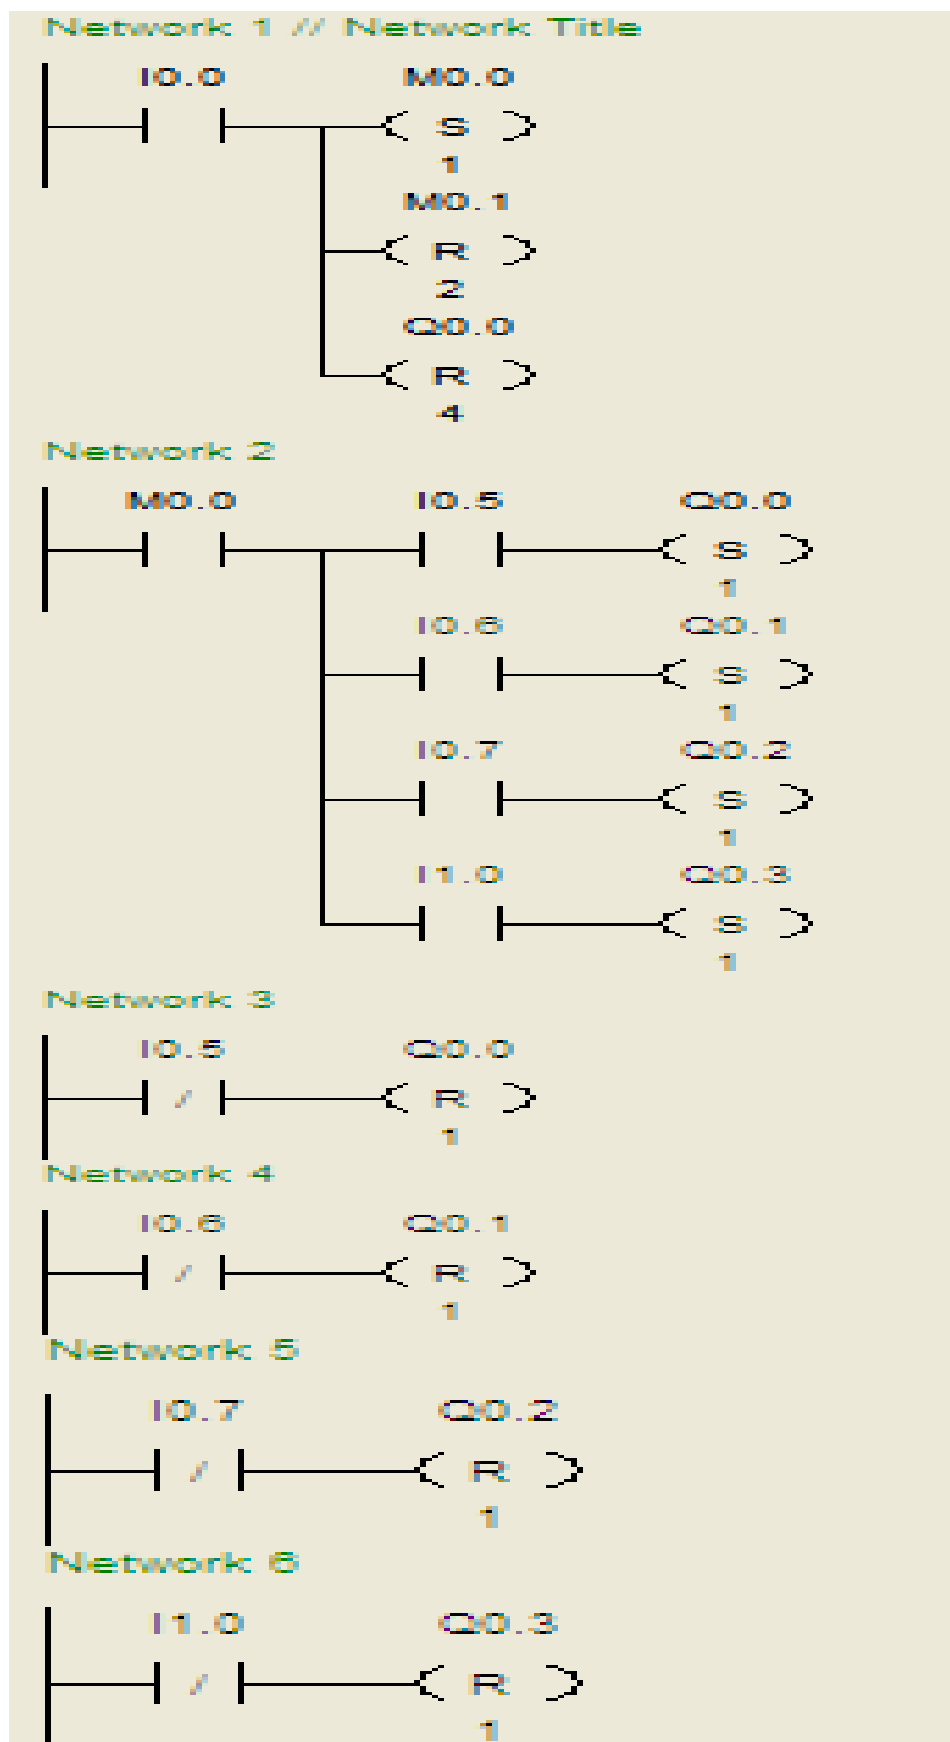 Network 1 // Network Title
I0.0 M0.0
S
1
M0.1
R
2
Q0.0
R
4
Network 2
M0.0 I0.5 Q0.0
S
1
I0.6 Q0.1
S
1
I0.7 Q0.2
S
1
I1.0 Q0.3
S
1
Network 3
I0.5 Q0.0
/ R
1
Network 4
I0.6 Q0.1
/ R
1
Network 5
I0.7 Q0.2
/ R
1
Network 6
I1.0 Q0.3
/ R
1